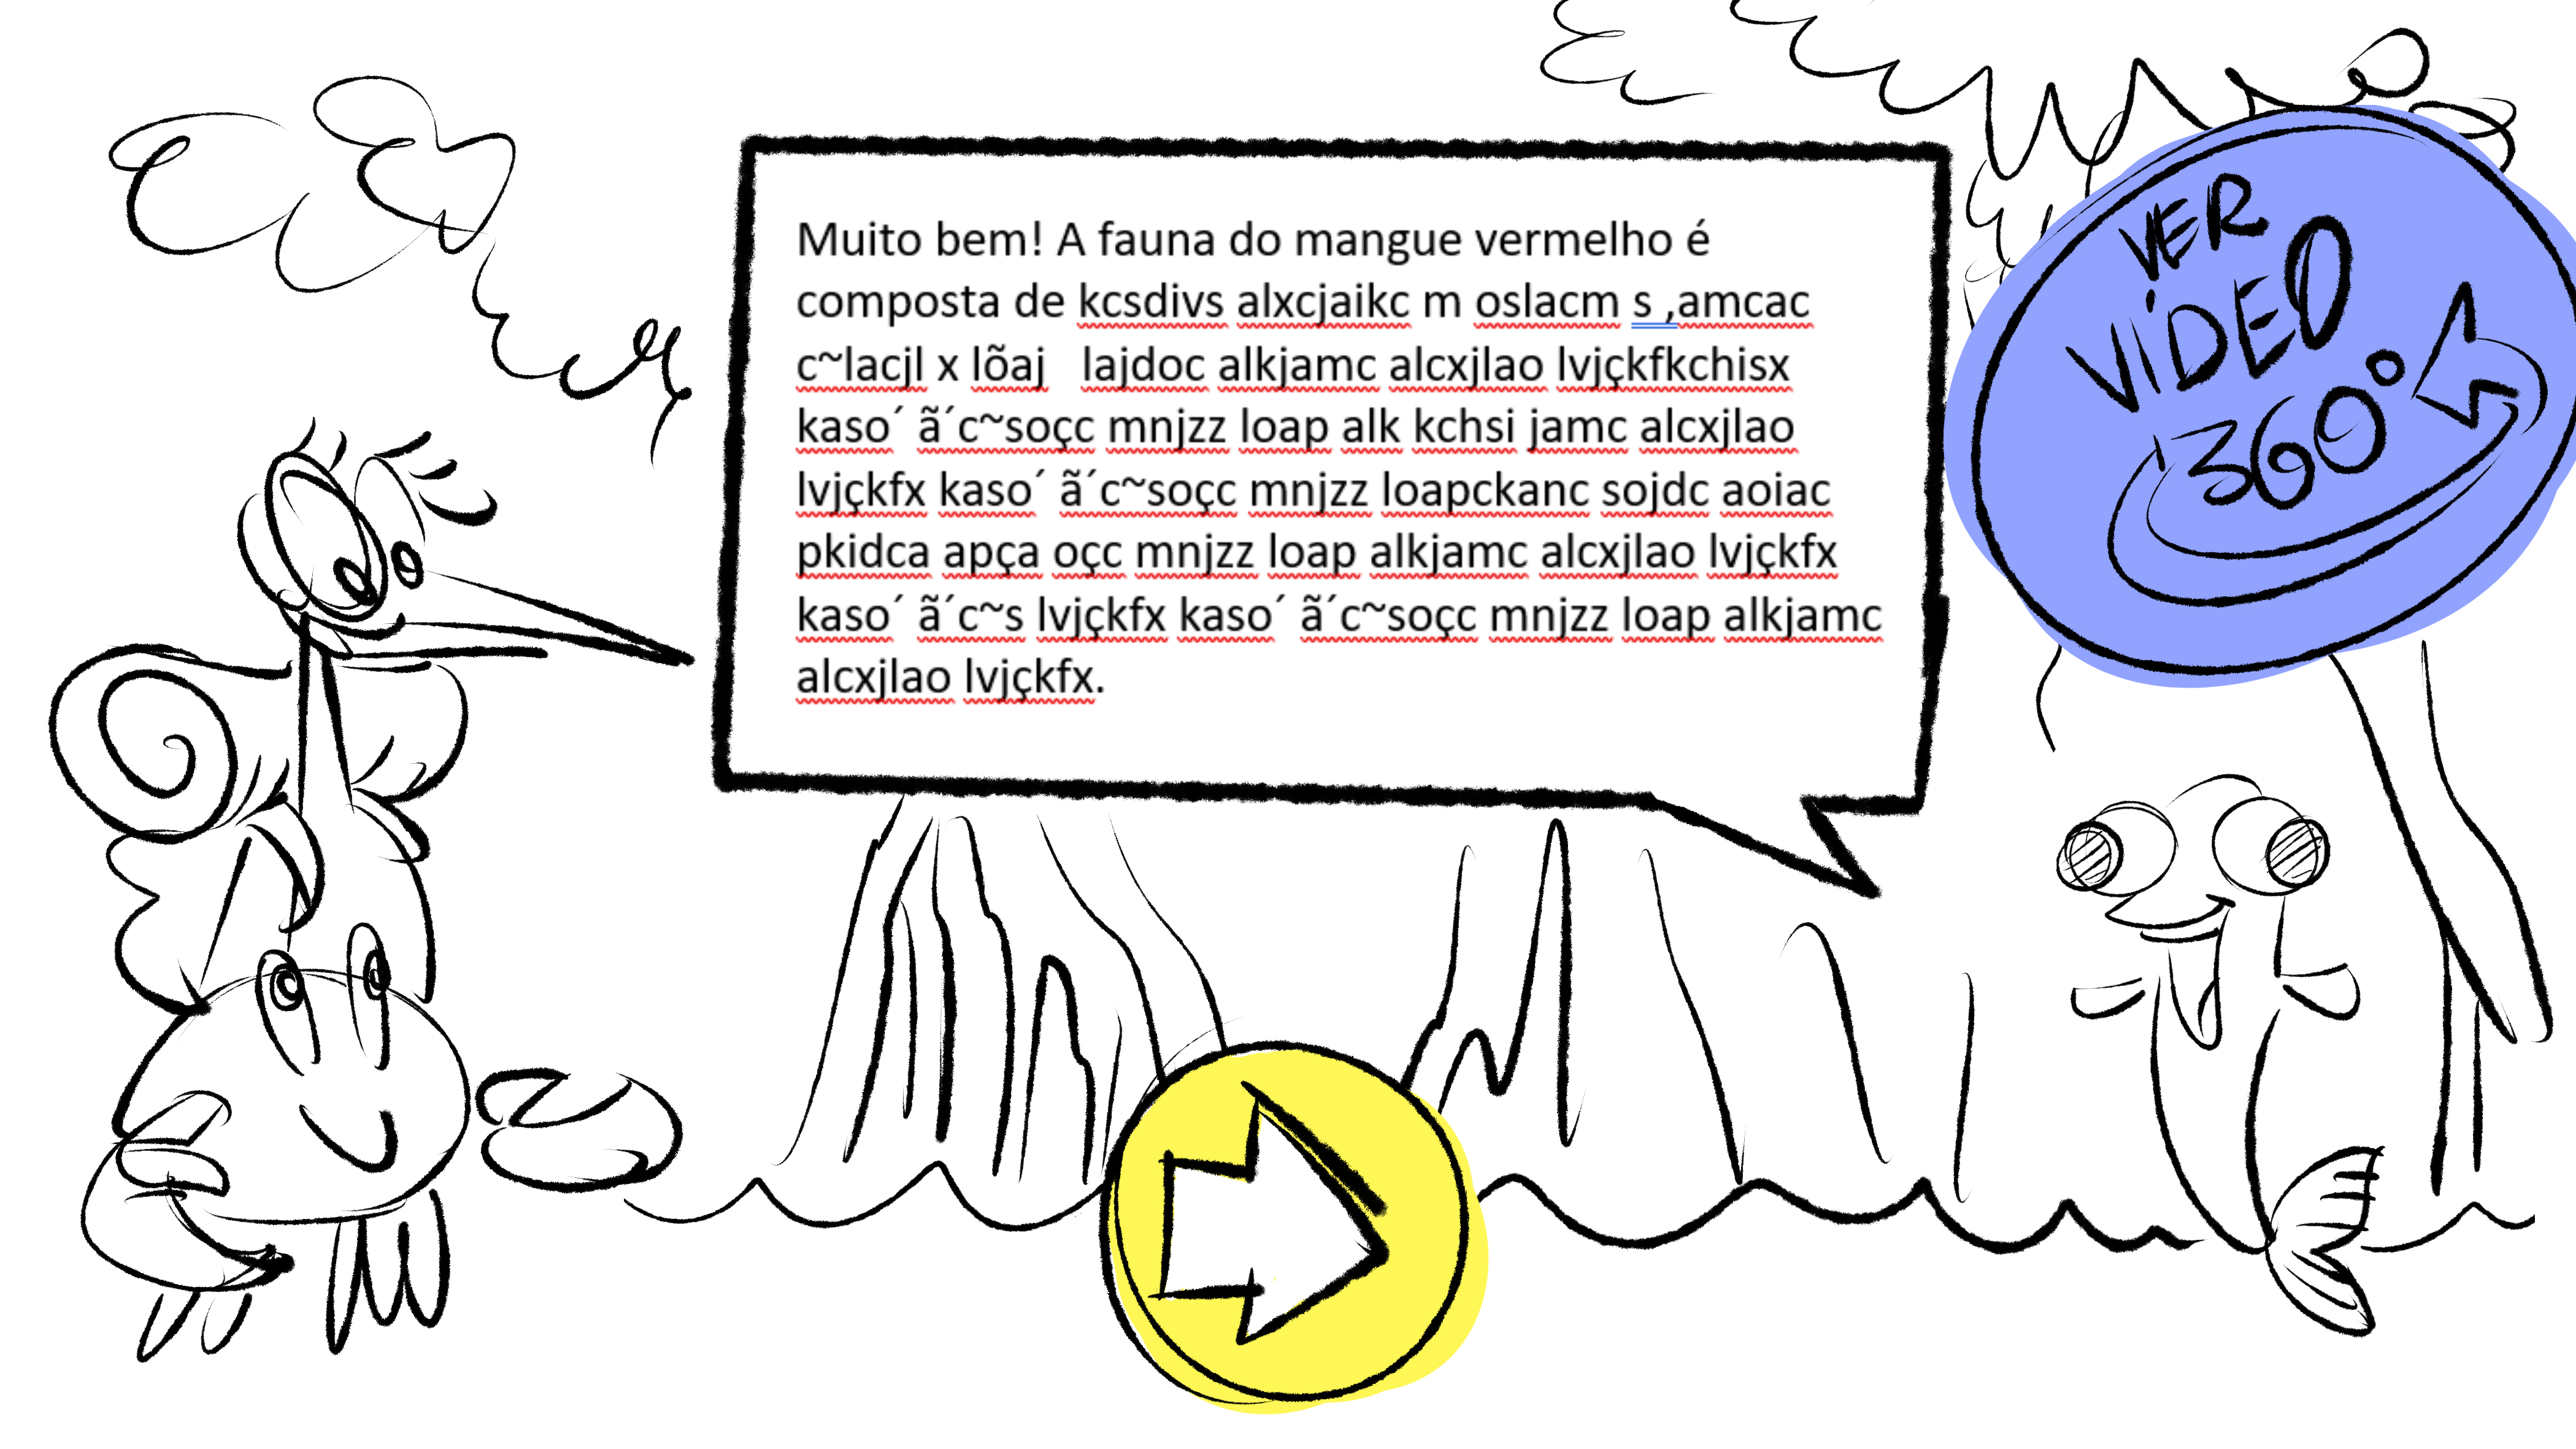 Muito bem! A fauna do mangue vermelho é
composta de kcsdivs alxcjaikc m oslacm s ,amcac
c~lacjl x lõaj   lajdoc alkjamc alcxjlao lvjçkfkchisx
kaso´ ã´c~soçc mnjzz loap alk kchsi jamc alcxjlao
lvjçkfx kaso´ ã´c~soçc mnjzz loapckanc sojdc aoiac
pkidca apça oçc mnjzz loap alkjamc alcxjlao lvjçkfx
kaso´ ã´c~s lvjçkfx kaso´ ã´c~soçc mnjzz loap alkjamc
alcxjlao lvjçkfx.
VER
VÍDEO
360°